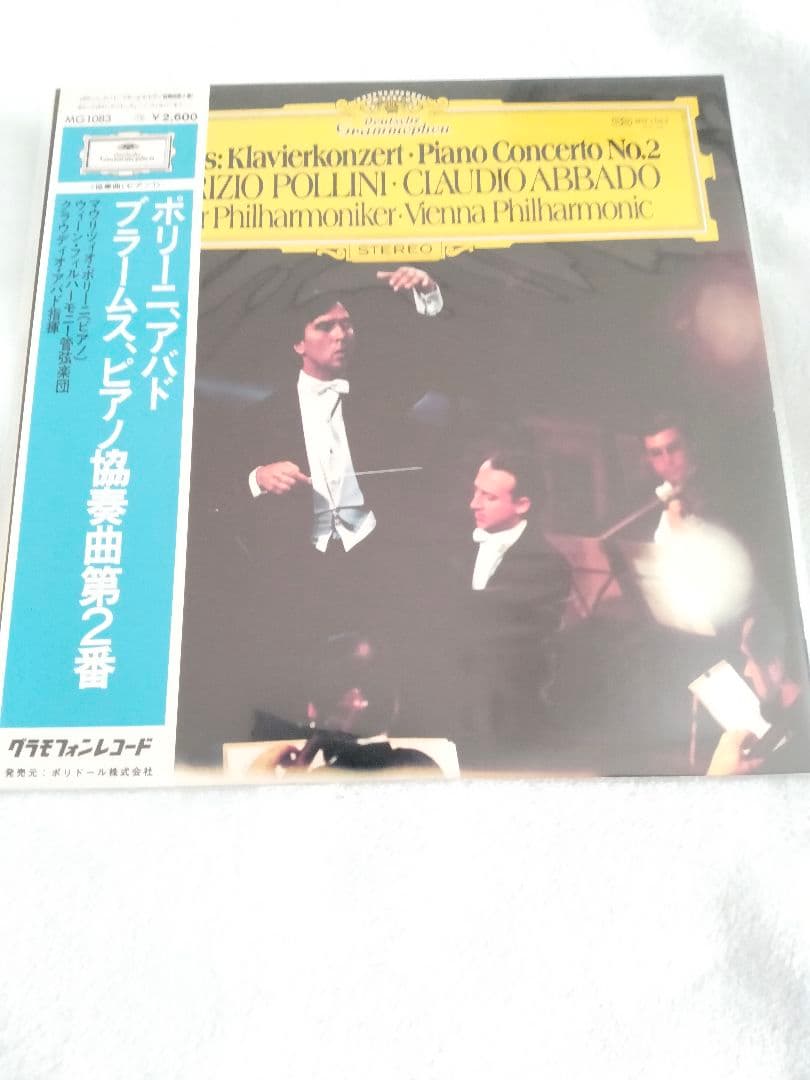 MG1083
¥2,600
Deutsche
Grammophon
ポリーニ、アバド
ブラームス、ピアノ協奏曲第2番
マウリツィオ・ポリーニ(ピアノ)
ウィーン・フィルハーモニー管弦楽団
クラウディオ・アバド指揮
グラモフォンレコード
発売元:ポリドール株式会社
Deutsche
Grammophon
s: Klavierkonzert · Piano Concerto No.2
RIZIO POLLINI · CLAUDIO ABBADO
r Philharmoniker · Vienna Philharmonic
STEREO